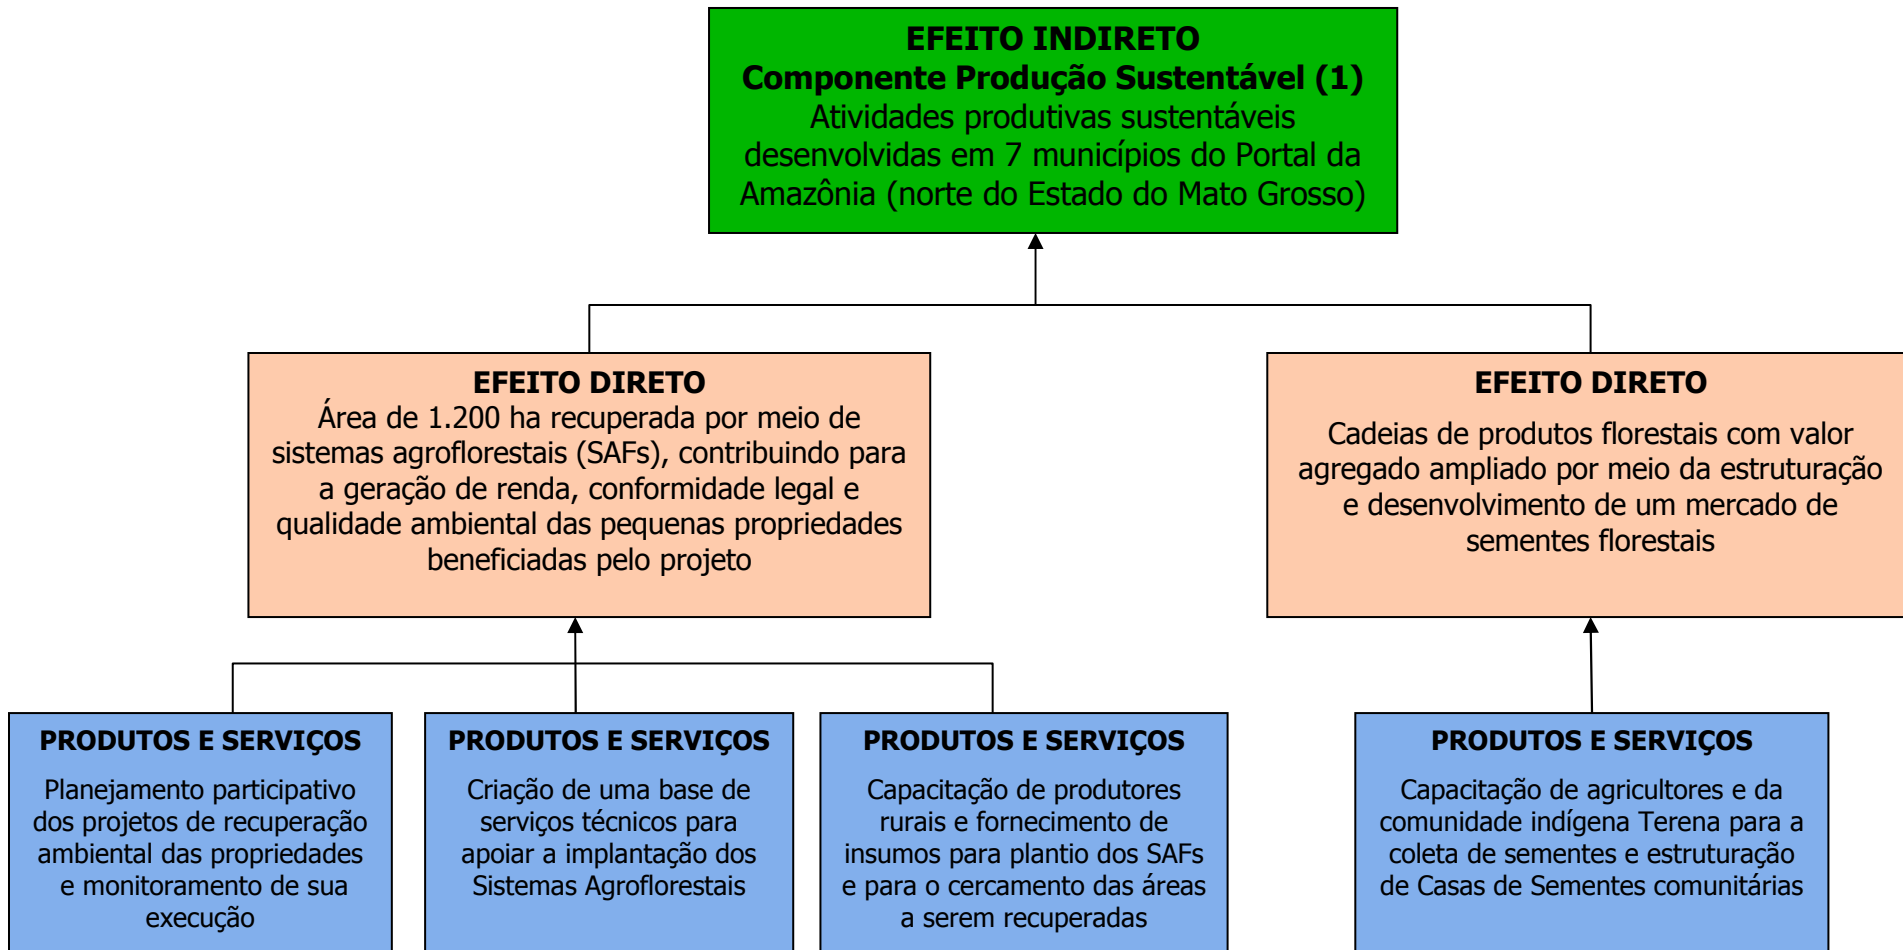 EFEITO INDIRETO
Componente Produção Sustentável (1)
Atividades produtivas sustentáveis
desenvolvidas em 7 municípios do Portal da
Amazônia (norte do Estado do Mato Grosso)
EFEITO DIRETO
Área de 1.200 ha recuperada por meio de
sistemas agroflorestais (SAFs), contribuindo para
a geração de renda, conformidade legal e
qualidade ambiental das pequenas propriedades
beneficiadas pelo projeto
EFEITO DIRETO
Cadeias de produtos florestais com valor
agregado ampliado por meio da estruturação
e desenvolvimento de um mercado de
sementes florestais
PRODUTOS E SERVIÇOS
Planejamento participativo
dos projetos de recuperação
ambiental das propriedades
e monitoramento de sua
execução
PRODUTOS E SERVIÇOS
Criação de uma base de
serviços técnicos para
apoiar a implantação dos
Sistemas Agroflorestais
PRODUTOS E SERVIÇOS
Capacitação de produtores
rurais e fornecimento de
insumos para plantio dos SAFs
e para o cercamento das áreas
a serem recuperadas
PRODUTOS E SERVIÇOS
Capacitação de agricultores e da
comunidade indígena Terena para a
coleta de sementes e estruturação
de Casas de Sementes comunitárias